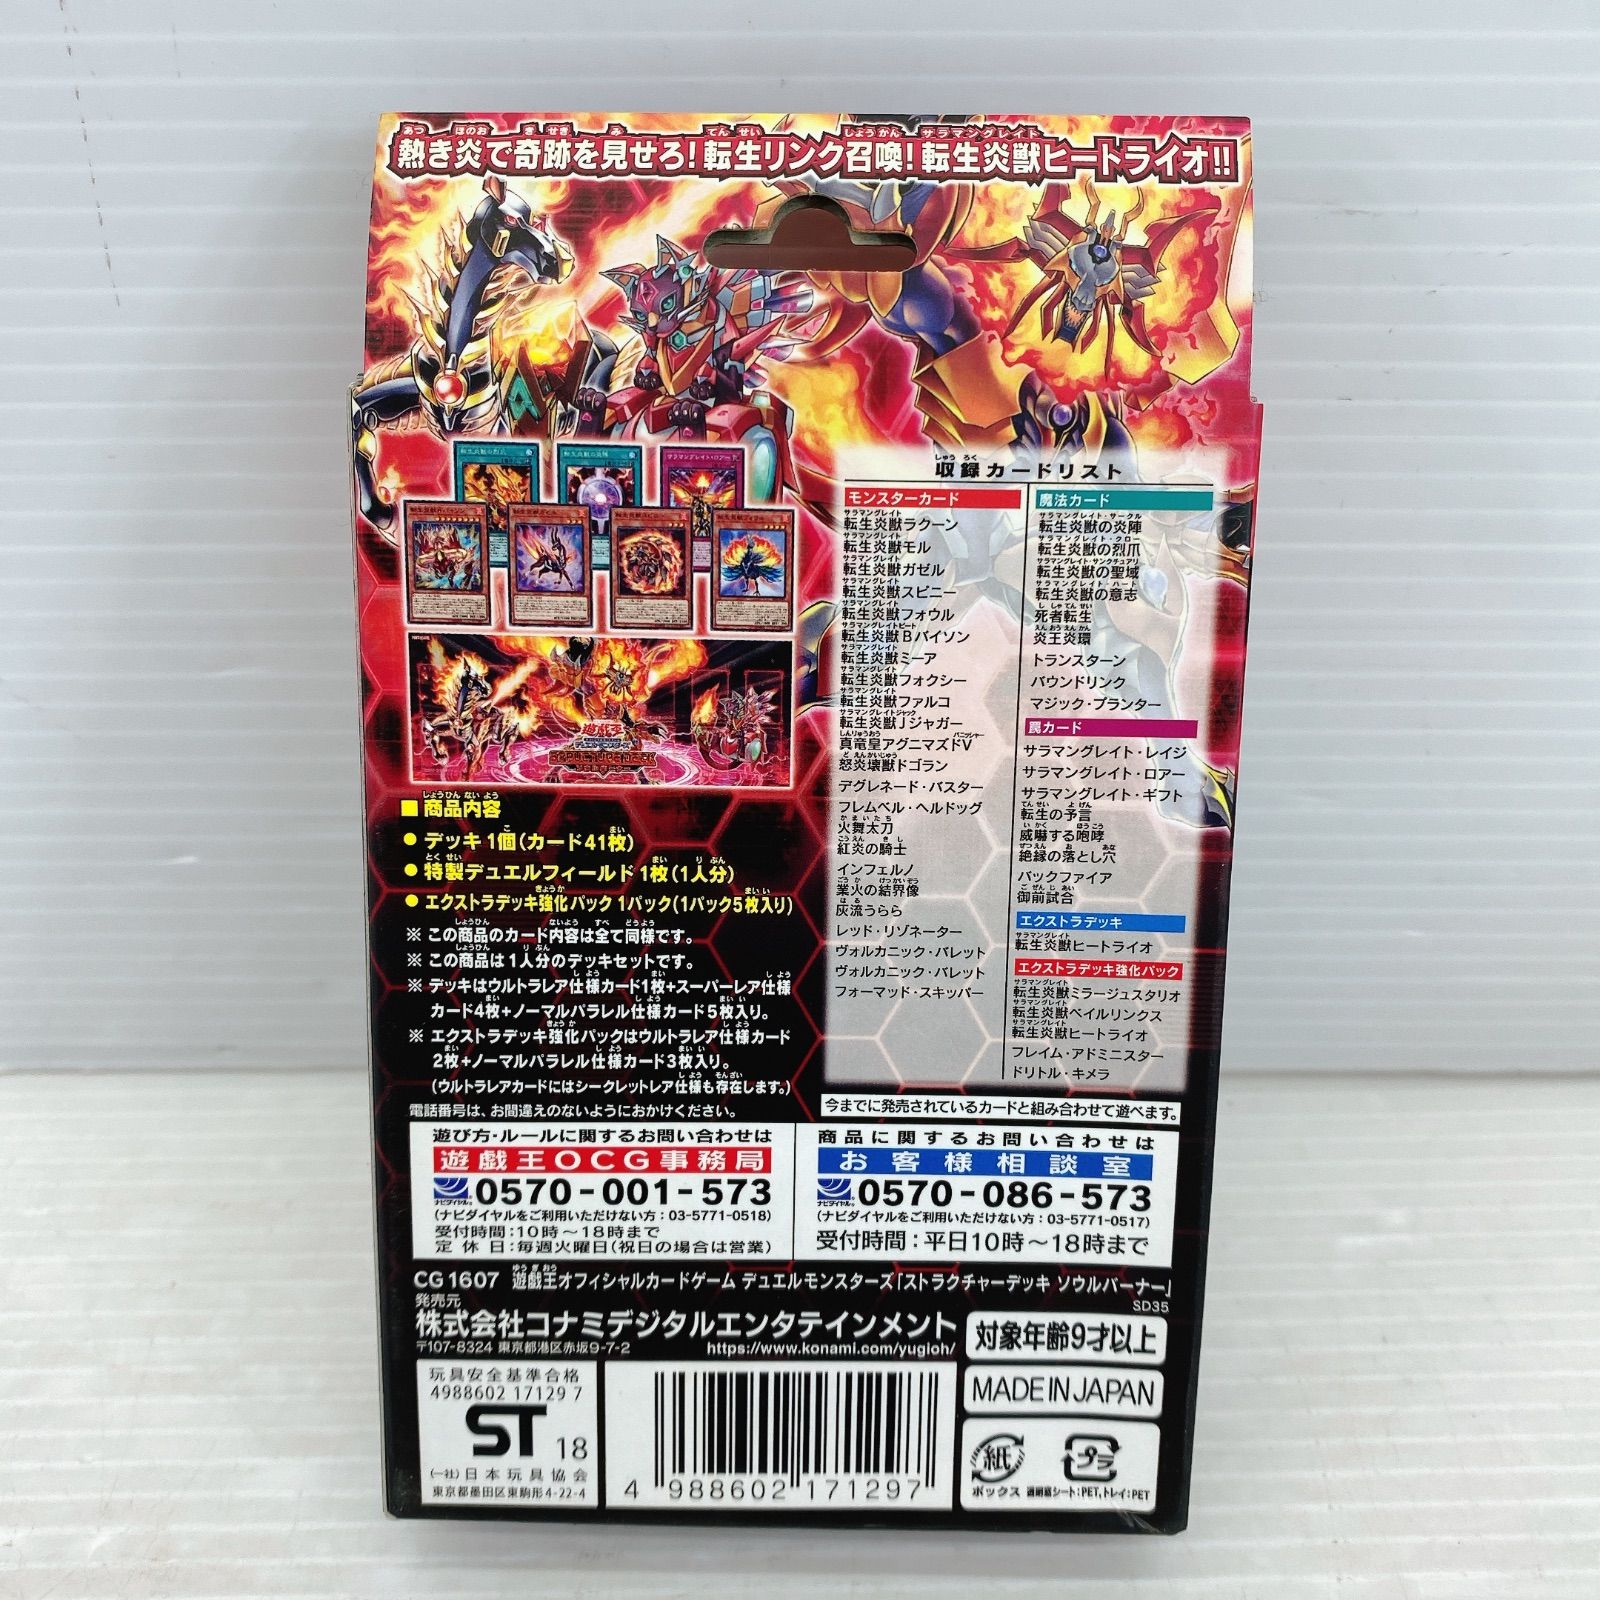 熱き炎で奇跡を見せろ!転生リンク召喚!転生炎獣ヒートライオ!!
収録カードリスト
モンスターカード
転生炎獣ラクーン
転生炎獣モル
転生炎獣ガゼル
転生炎獣スピニー
転生炎獣フォウル
転生炎獣Bバイソン
転生炎獣ミーア
転生炎獣フォクシー
転生炎獣ファルコ
転生炎獣Jジャガー
真竜皇アグニマズドV
怒炎壊獣ドゴラン
デグレネード・バスター
フレムベル・ヘルドッグ
火舞太刀
紅炎の騎士
インフェルノ
業火の結界像
灰流うらら
レッド・リゾネーター
ヴォルカニック・バレット
ヴォルカニック・バレット
フォーマッド・スキッパー
魔法カード
転生炎獣の炎陣
転生炎獣の烈爪
転生炎獣の聖域
転生炎獣の意志
死者転生
炎王炎環
トランスターン
バウンドリンク
マジック・プランター
罠カード
サラマングレイト・レイジ
サラマングレイト・ロアー
サラマングレイト・ギフト
転生の予言
威嚇する咆哮
絶縁の落とし穴
バックファイア
御前試合
エクストラデッキ
転生炎獣ヒートライオ
エクストラデッキ強化パック
転生炎獣ミラージュスタリオ
転生炎獣ベイルリンクス
転生炎獣ヒートライオ
フレイム・アドミニスター
ドリトル・キメラ
■商品内容
●デッキ1個(カード41枚)
●特製デュエルフィールド1枚(1人分)
●エクストラデッキ強化パック1パック(1パック5枚入り)
※この商品のカード内容は全て同様です。
※この商品は1人分のデッキセットです。
※デッキはウルトラレア仕様カード1枚+スーパーレア仕様
カード4枚+ノーマルパラレル仕様カード5枚入り。
※エクストラデッキ強化パックはウルトラレア仕様カード
2枚+ノーマルパラレル仕様カード3枚入り。
(ウルトラレアカードにはシークレットレア仕様も存在します。)
電話番号は、お間違えのないようにおかけください。
今までに発売されているカードと組み合わせて遊べます。
遊び方・ルールに関するお問い合わせは
遊戯王OCG事務局
ナビダイヤル 0570-001-573
(ナビダイヤルをご利用いただけない方:03-5771-0518)
受付時間:10時~18時まで
定休日:毎週火曜日(祝日の場合は営業)
商品に関するお問い合わせは
お客様相談室
ナビダイヤル 0570-086-573
(ナビダイヤルをご利用いただけない方:03-5771-0517)
受付時間:平日10時~18時まで
CG1607 遊戯王オフィシャルカードゲーム デュエルモンスターズ「ストラクチャーデッキ ソウルバーナー」
SD35
発売元
株式会社コナミデジタルエンタテインメント
〒107-8324 東京都港区赤坂9-7-2 https://www.konami.com/yugioh/
対象年齢9才以上
MADE IN JAPAN
玩具安全基準合格
4988602 17129 7
ST 18
(一社)日本玩具協会
東京都墨田区東駒形4-22-4
4 988602 171297
紙
ボックス
プラ
透明窓シート:PET,トレイ:PET